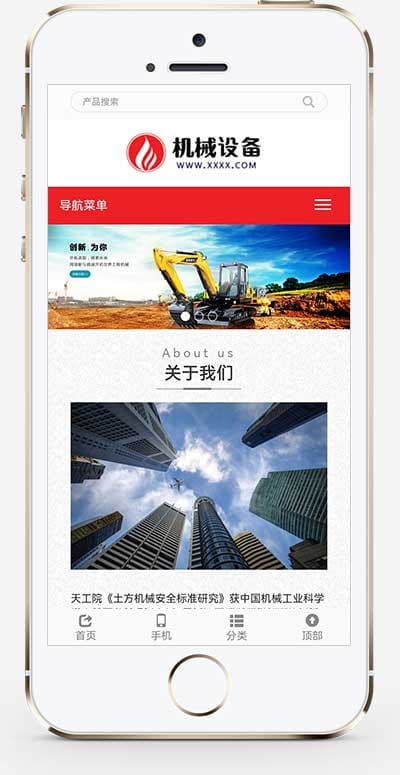 产品搜索
机械设备
WWW.XXXX.COM
导航菜单
创新.为你
About us
关于我们
天工院《土方机械安全标准研究》获中国机械工业科学
首页
手机
分类
顶部